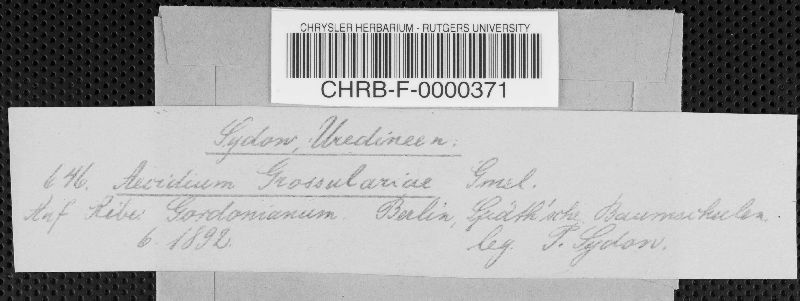 CHRYSLER HERBARIUM - RUTGERS UNIVERSITY
CHRB-F-0000371
Sydow, Uredineen.
646. Aecidium Grossulariae Gmel.
Auf Ribes Gordonianum. Berlin, Späth'sche Baumschulen.
6. 1892. leg. P. Sydow.